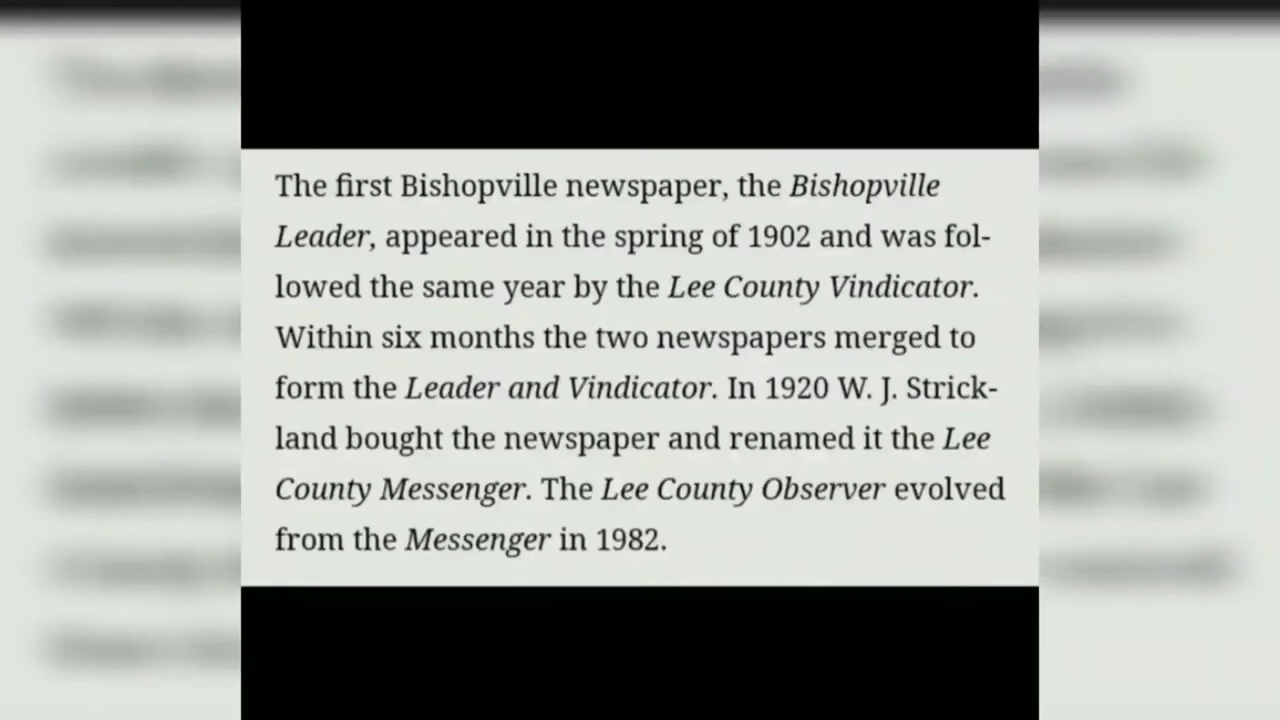 The first Bishopville newspaper, the Bishopville
Leader, appeared in the spring of 1902 and was fol-
lowed the same year by the Lee County Vindicator.
Within six months the two newspapers merged to
form the Leader and Vindicator. In 1920 W. J. Strick-
land bought the newspaper and renamed it the Lee
County Messenger. The Lee County Observer evolved
from the Messenger in 1982.